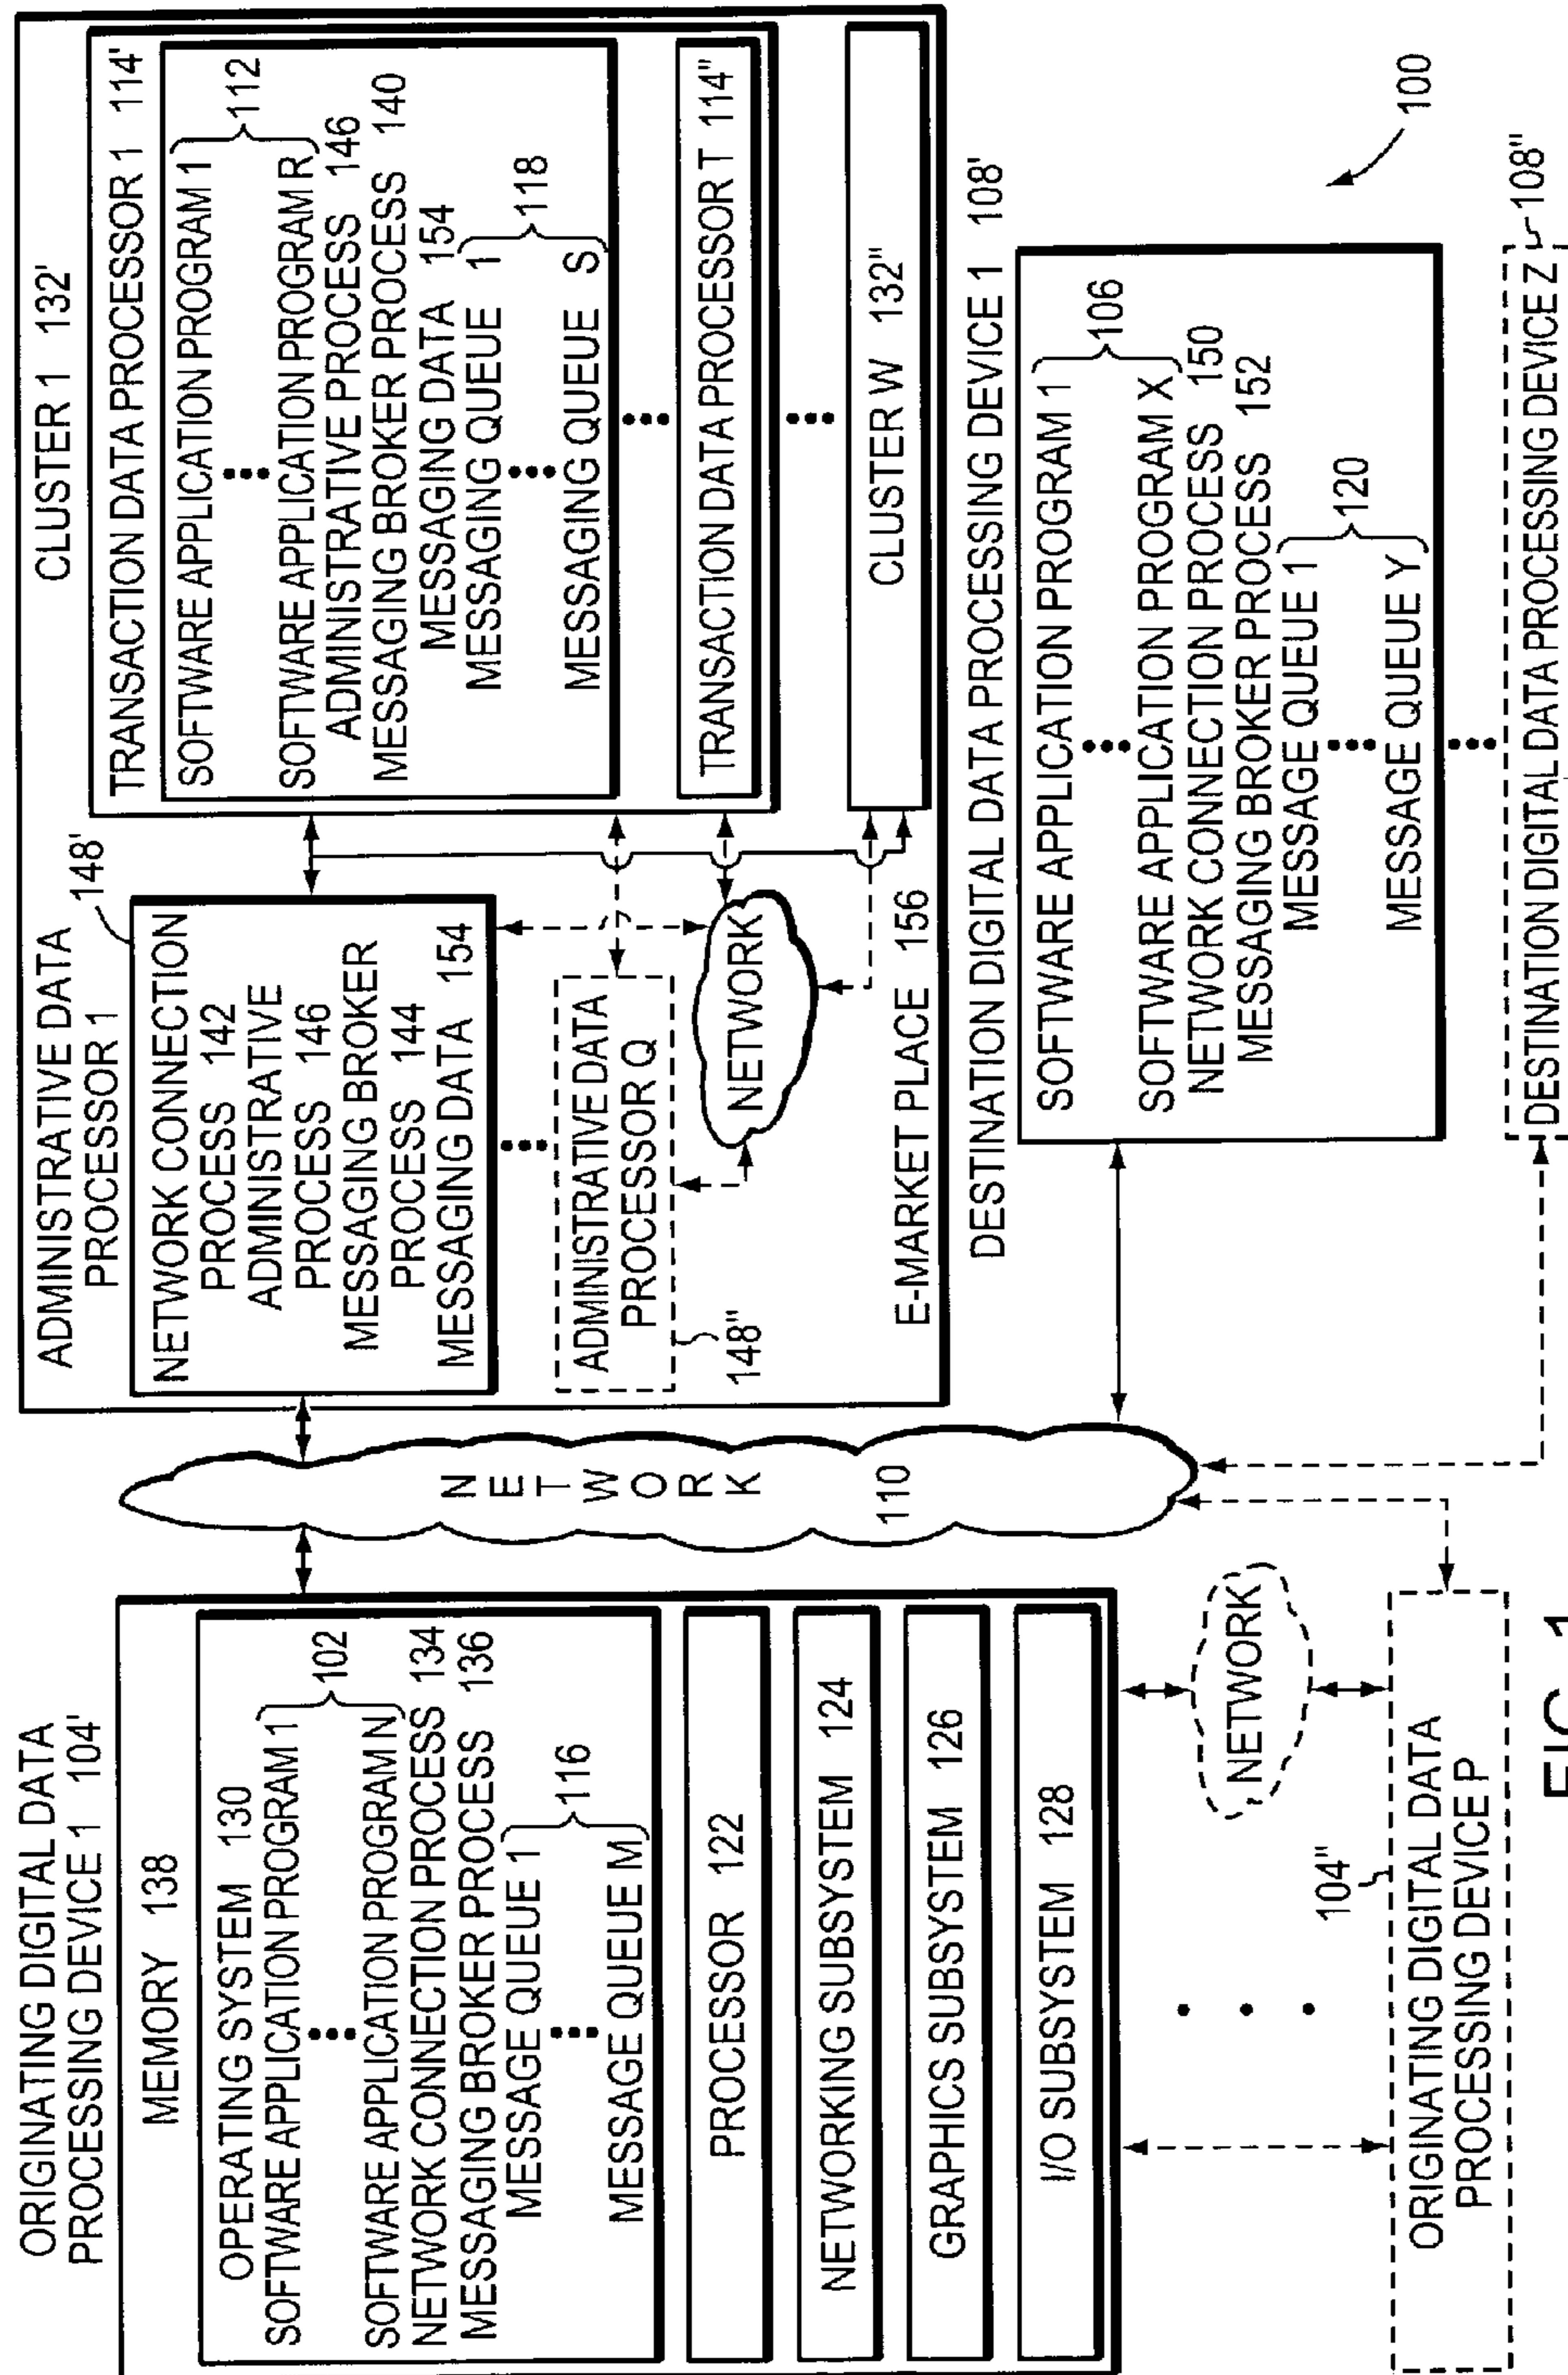 ORIGINATING DIGITAL DATA
PROCESSING DEVICE 1 104'
MEMORY 138
OPERATING SYSTEM 130
SOFTWARE APPLICATION PROGRAM 1
102
SOFTWARE APPLICATION PROGRAM N
NETWORK CONNECTION PROCESS 134
MESSAGING BROKER PROCESS 136
MESSAGE QUEUE 1
116
MESSAGE QUEUE M
PROCESSOR 122
NETWORKING SUBSYSTEM 124
GRAPHICS SUBSYSTEM 126
I/O SUBSYSTEM 128
NETWORK
104"
ORIGINATING DIGITAL DATA
PROCESSING DEVICE P
NETWORK
110
ADMINISTRATIVE DATA
PROCESSOR 1
148'
NETWORK CONNECTION
PROCESS 142
ADMINISTRATIVE
PROCESS 146
MESSAGING BROKER
PROCESS 144
MESSAGING DATA 154
ADMINISTRATIVE DATA
PROCESSOR Q
148"
NETWORK
E-MARKET PLACE 156
CLUSTER 1 132'
TRANSACTION DATA PROCESSOR 1 114'
SOFTWARE APPLICATION PROGRAM 1
112
SOFTWARE APPLICATION PROGRAM R
ADMINISTRATIVE PROCESS 146
MESSAGING BROKER PROCESS 140
MESSAGING DATA 154
MESSAGING QUEUE 1
118
MESSAGING QUEUE S
TRANSACTION DATA PROCESSOR T 114"
CLUSTER W 132"
DESTINATION DIGITAL DATA PROCESSING DEVICE 1 108'
SOFTWARE APPLICATION PROGRAM 1
106
SOFTWARE APPLICATION PROGRAM X
NETWORK CONNECTION PROCESS 150
MESSAGING BROKER PROCESS 152
MESSAGE QUEUE 1
120
MESSAGE QUEUE Y
DESTINATION DIGITAL DATA PROCESSING DEVICE Z
108"
100
FIG. 1